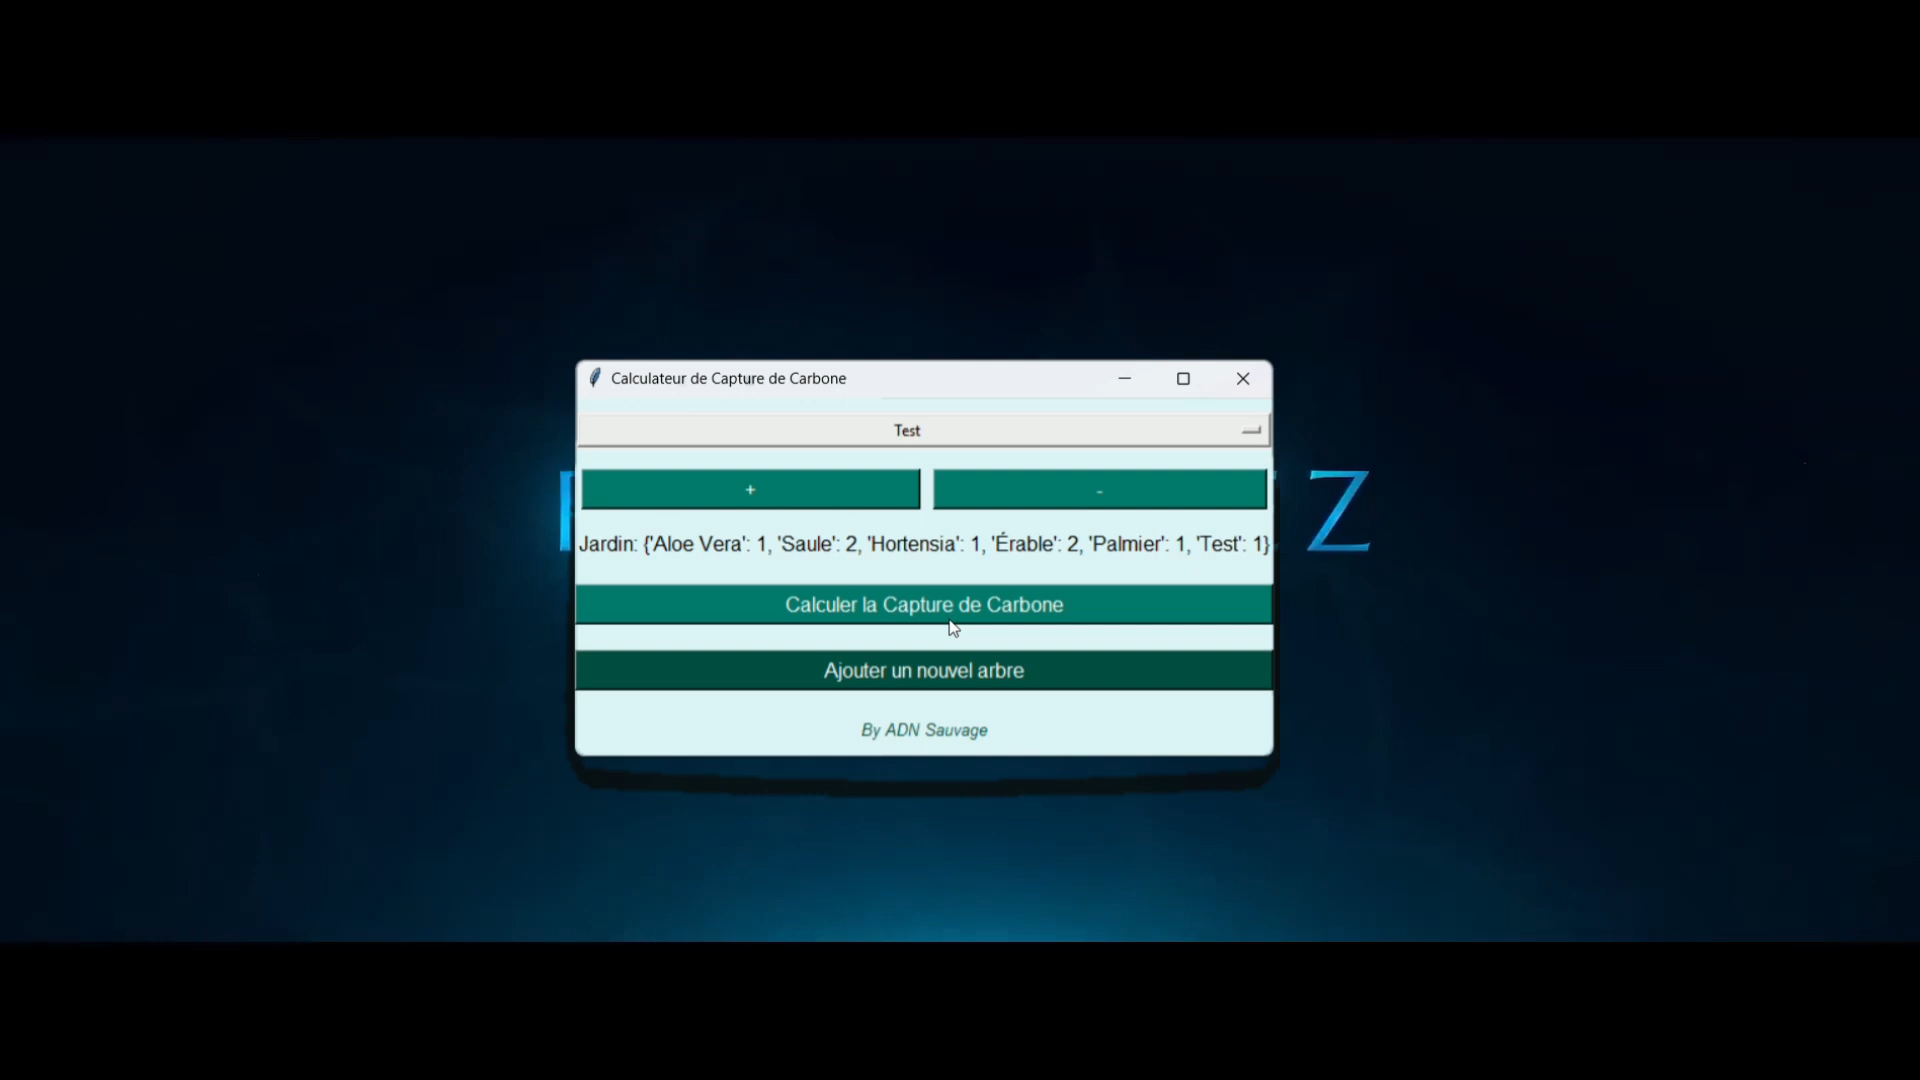 Calculateur de Capture de Carbone
Test
+
-
Jardin: {'Aloe Vera': 1, 'Saule': 2, 'Hortensia': 1, 'Érable': 2, 'Palmier': 1, 'Test': 1}
Z
Calculer la Capture de Carbone
Ajouter un nouvel arbre
By ADN Sauvage